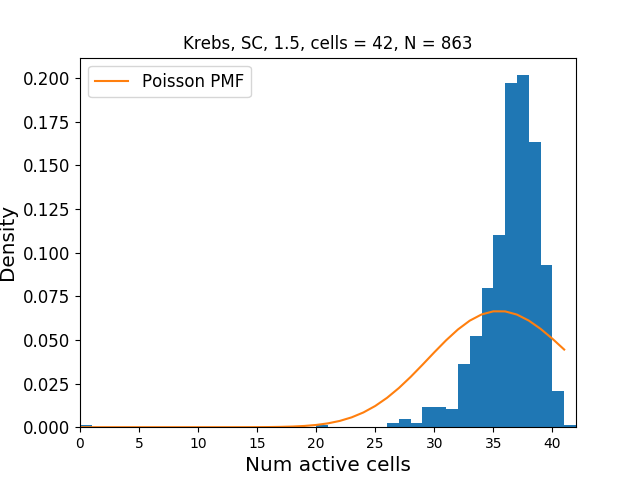 Krebs, SC, 1.5, cells = 42, N = 863
Poisson PMF
0.200
0.175
0.150
0.125
0.100
0.075
0.050
0.025
0.000
Density
0 5 10 15 20 25 30 35 40
Num active cells